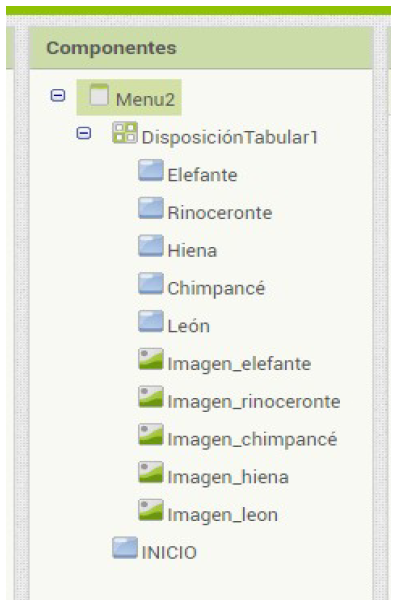 Componentes
Menu2
DisposiciónTabular1
Elefante
Rinoceronte
Hiena
Chimpancé
León
Imagen_elefante
Imagen_rinoceronte
Imagen_chimpancé
Imagen_hiena
Imagen_leon
INICIO